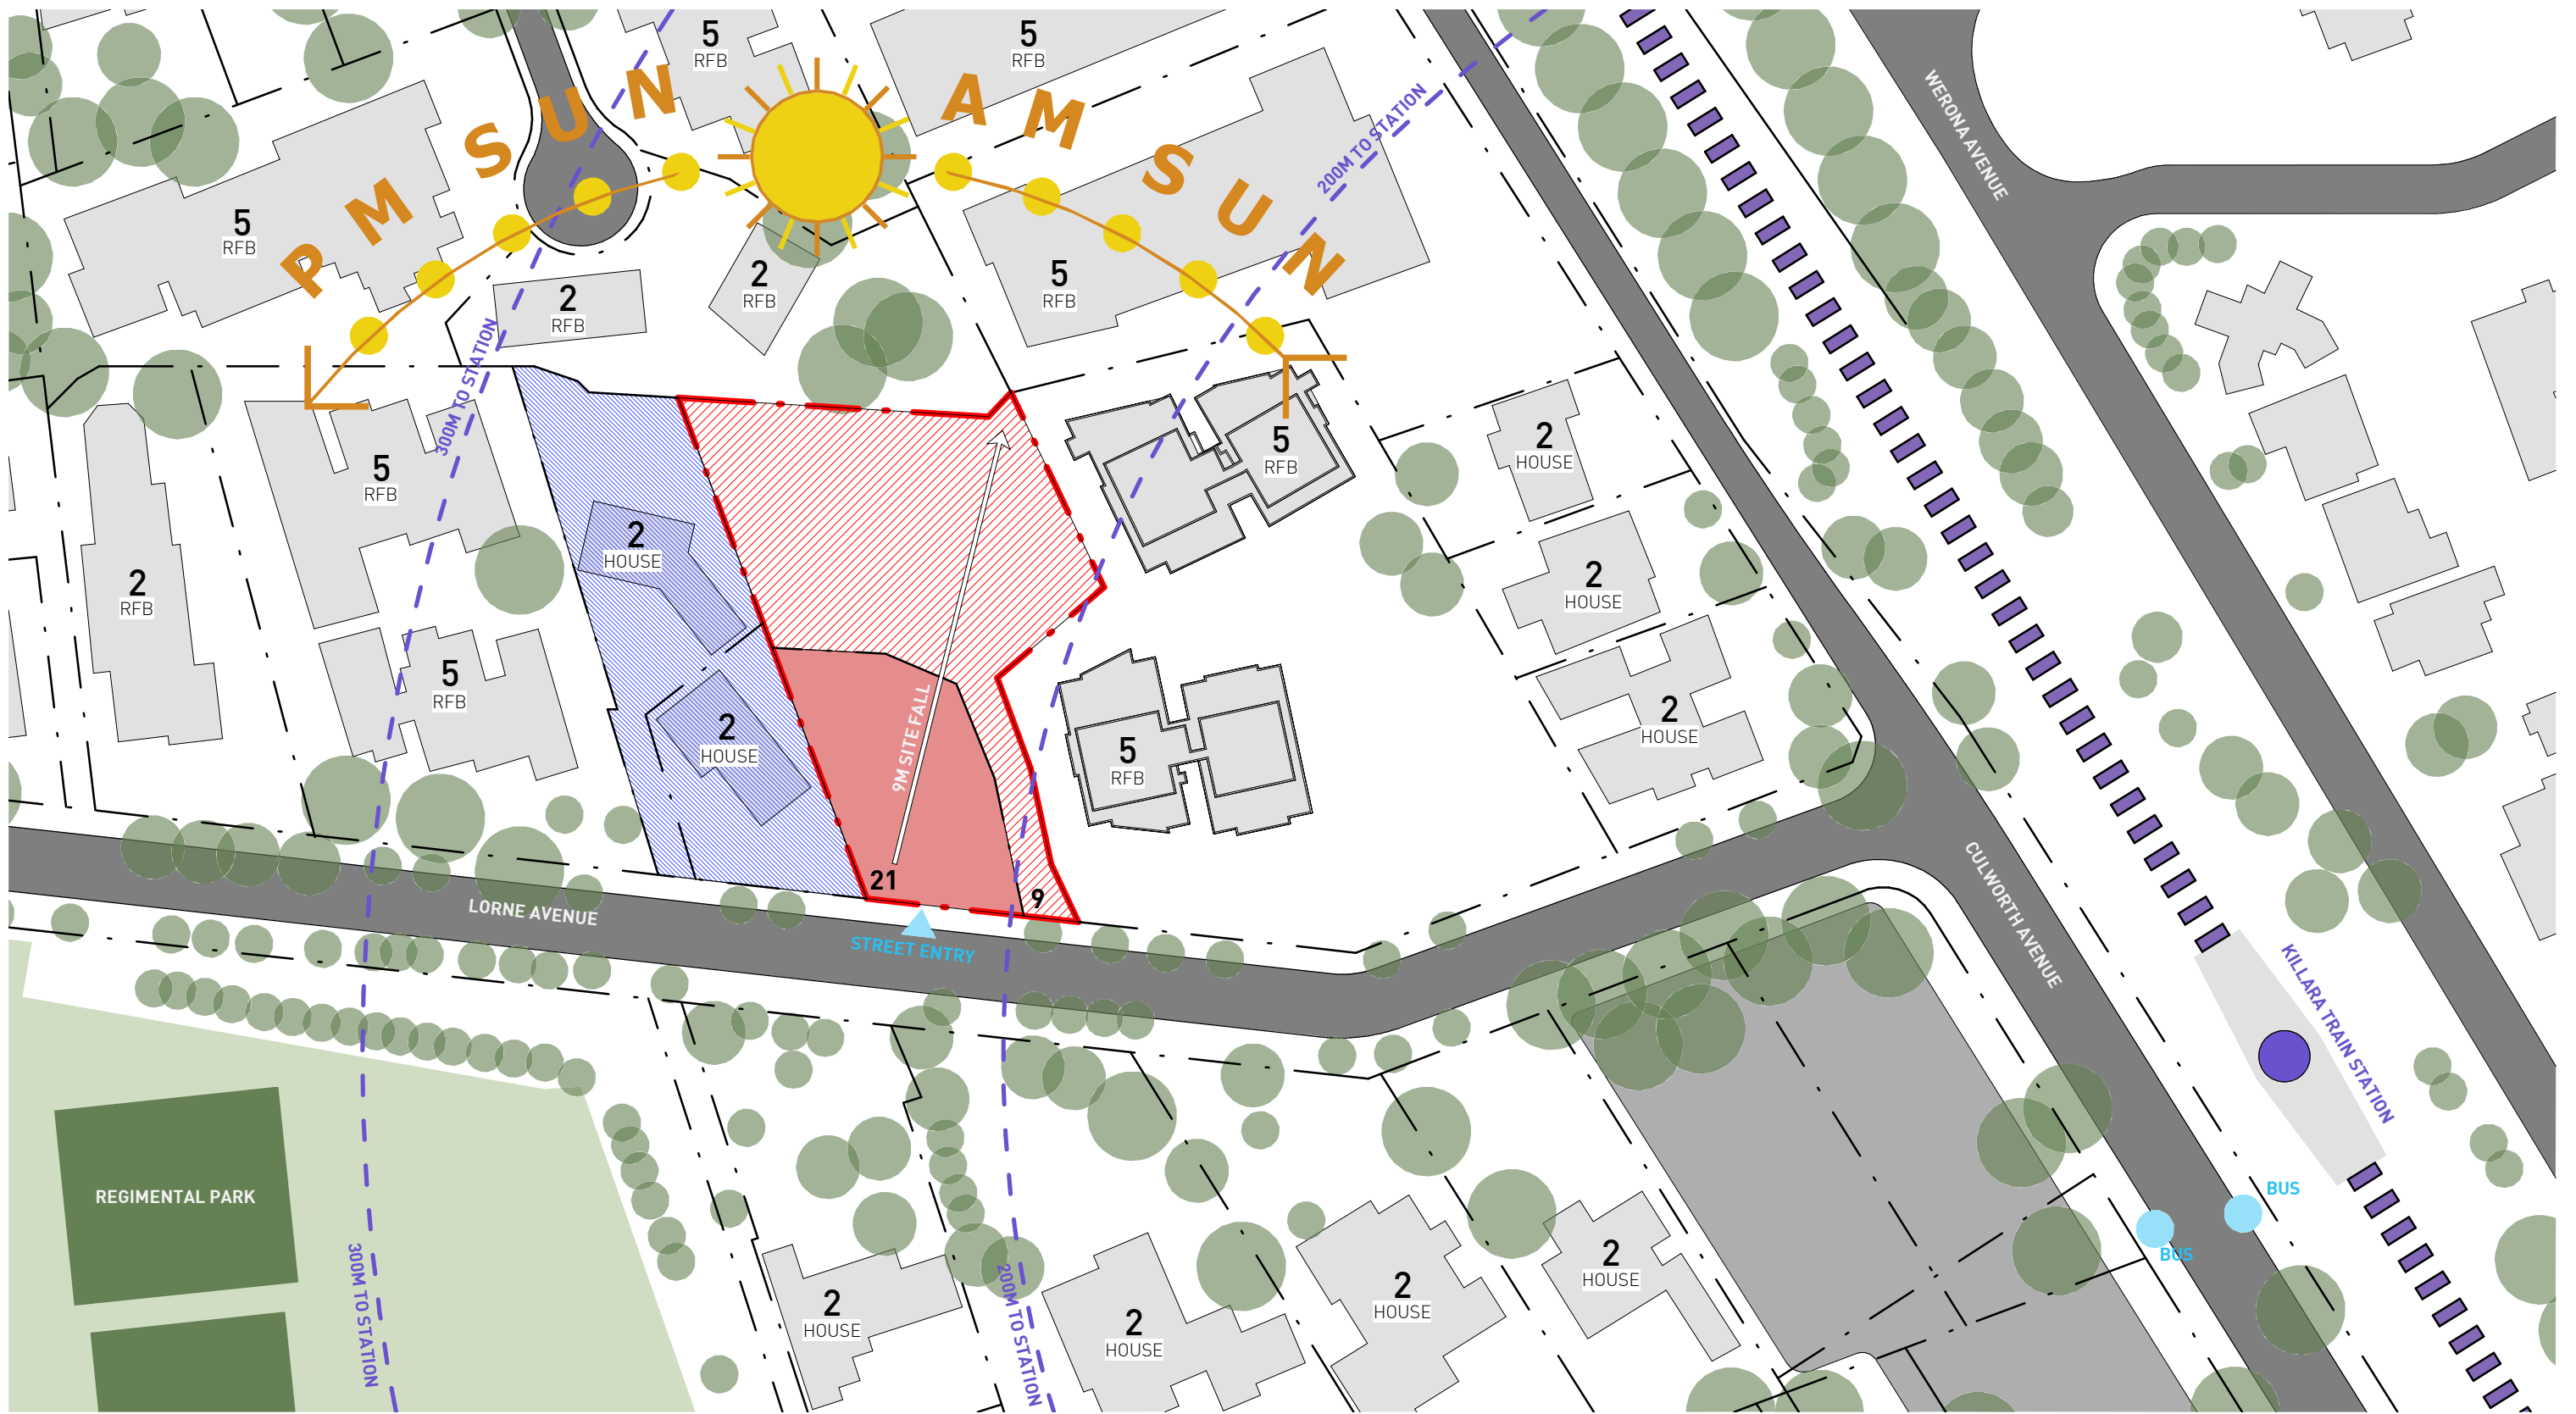 5
RFB
5
RFB
PM SUN
AM SUN
200M TO STATION
WERONA AVENUE
5
RFB
2
RFB
2
RFB
5
RFB
300M TO STATION
5
RFB
5
RFB
2
HOUSE
2
HOUSE
2
RFB
2
HOUSE
5
RFB
2
HOUSE
2
HOUSE
5
RFB
2
HOUSE
9M SITE FALL
21
9
LORNE AVENUE
STREET ENTRY
CULWORTH AVENUE
KILLARA TRAIN STATION
REGIMENTAL PARK
BUS
BUS
300M TO STATION
200M TO STATION
2
HOUSE
2
HOUSE
2
HOUSE
2
HOUSE